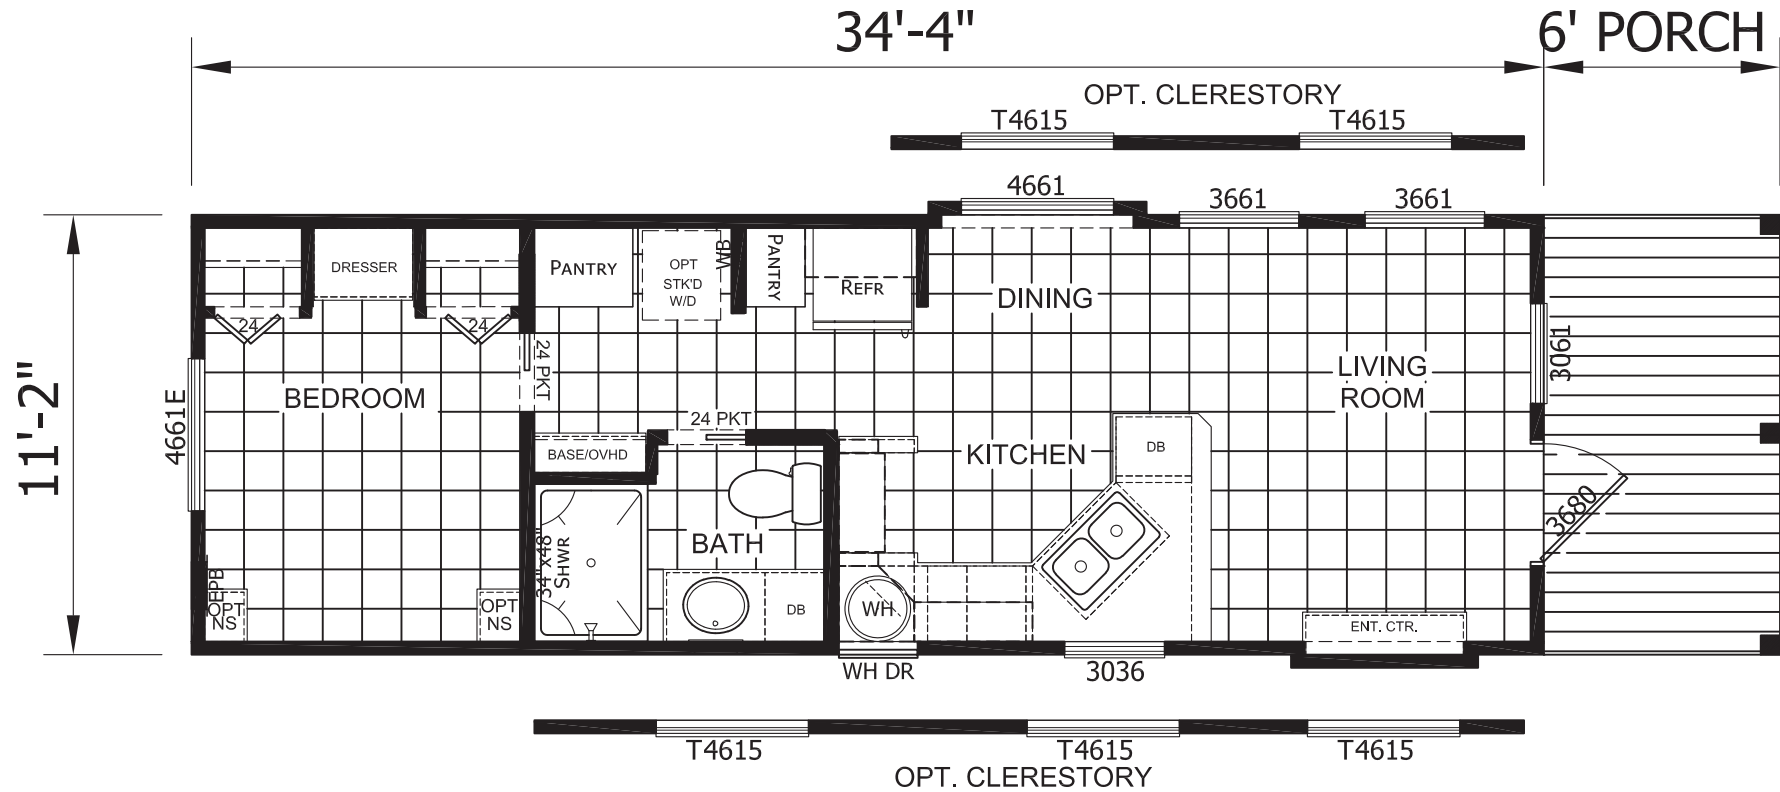 34'-4"
6' PORCH
OPT. CLERESTORY
T4615
T4615
4661
3661
3661
11'-2"
DRESSER
PANTRY
OPT
STK'D
W/D
WB
PANTRY
REFR
DINING
24
24
24 PKT
3061
LIVING
ROOM
BEDROOM
4661E
24 PKT
BASE/OVHD
KITCHEN
DB
3680
34"x48"
SHWR
BATH
EPB
OPT
NS
OPT
NS
DB
WH
ENT. CTR.
WH DR
3036
T4615
T4615
T4615
OPT. CLERESTORY